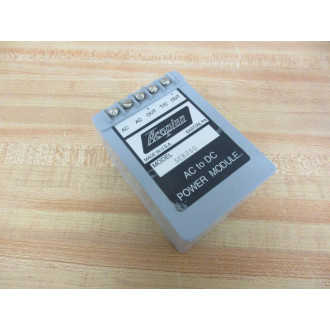 AC AC OUT T/C OUT
Acopian
MADE IN U.S.A. EASTON, PA
MODEL
AC to DC
POWER MODULE